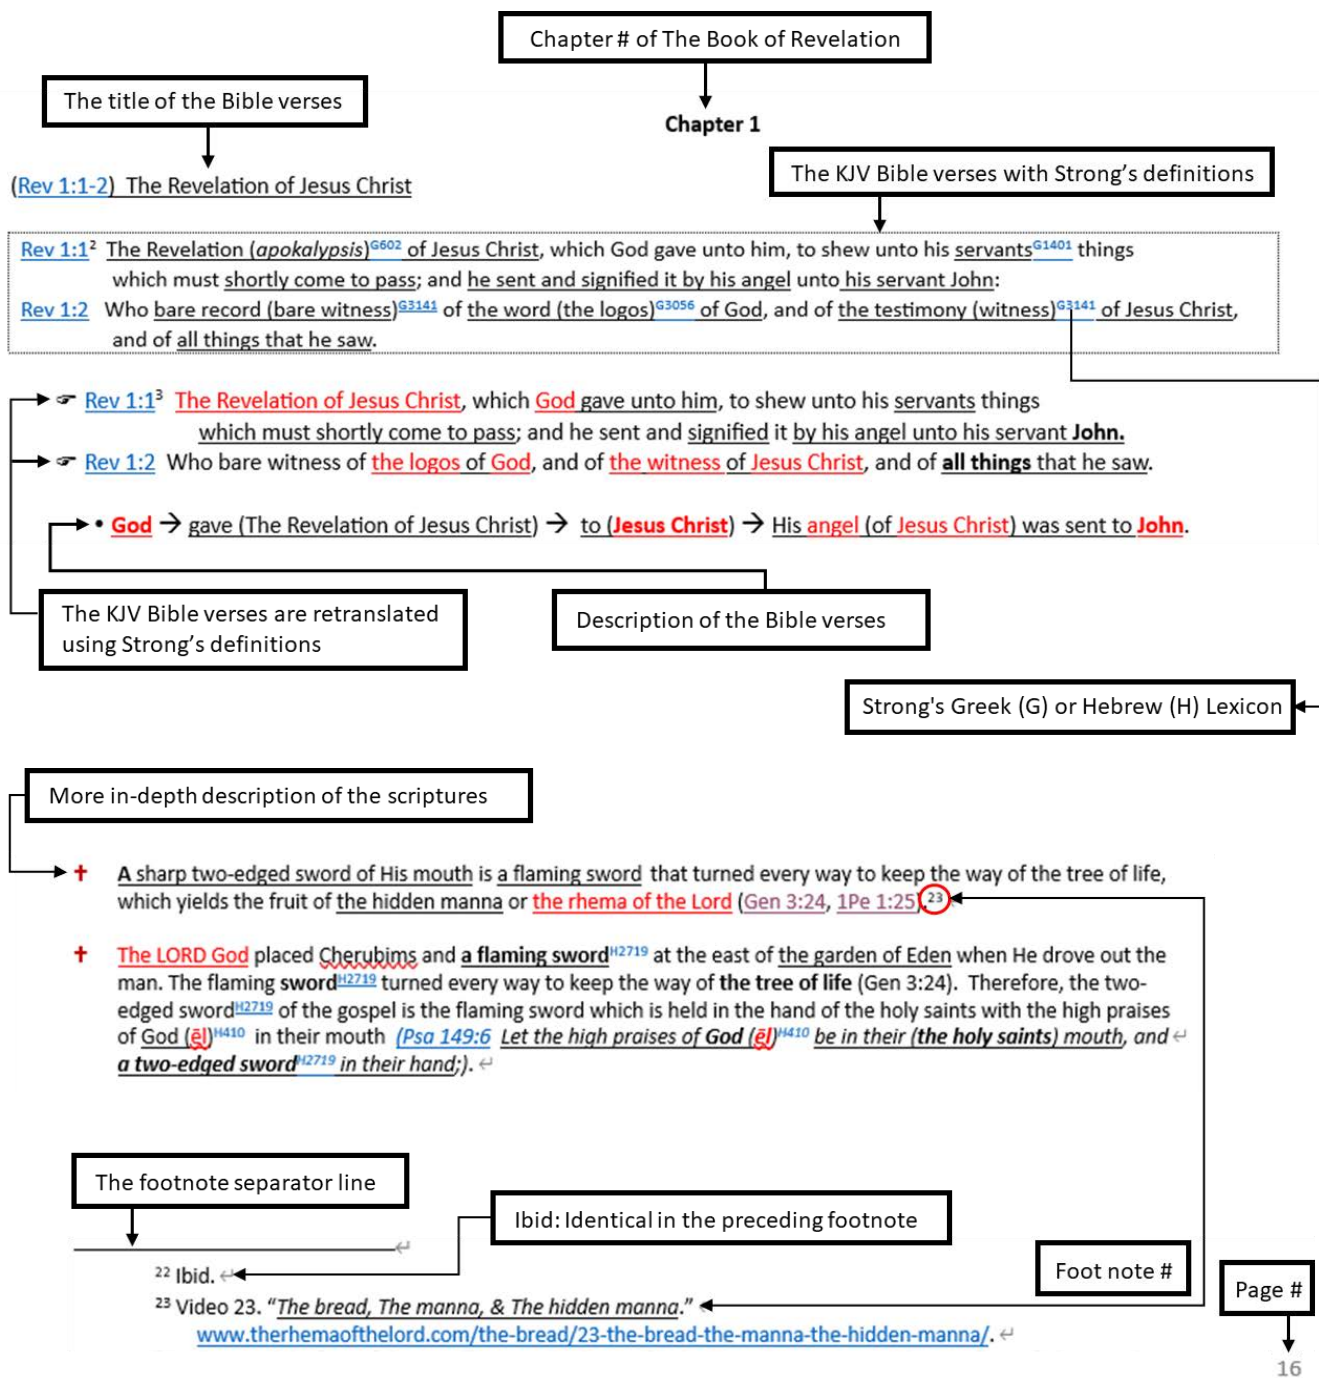 Chapter # of The Book of Revelation
The title of the Bible verses
Chapter 1
The KJV Bible verses with Strong's definitions
(Rev 1:1-2) The Revelation of Jesus Christ
Rev 1:1² The Revelation (apokalypsis)G602 of Jesus Christ, which God gave unto him, to shew unto his servantsG1401 things
which must shortly come to pass; and he sent and signified it by his angel unto his servant John:
Rev 1:2 Who bare record (bare witness)G3141 of the word (the logos)G3056 of God, and of the testimony (witness)G3141 of Jesus Christ,
and of all things that he saw.
☞ Rev 1:1³ The Revelation of Jesus Christ, which God gave unto him, to shew unto his servants things
which must shortly come to pass; and he sent and signified it by his angel unto his servant John.
☞ Rev 1:2 Who bare witness of the logos of God, and of the witness of Jesus Christ, and of all things that he saw.
• God → gave (The Revelation of Jesus Christ) → to (Jesus Christ) → His angel (of Jesus Christ) was sent to John.
The KJV Bible verses are retranslated
using Strong's definitions
Description of the Bible verses
Strong's Greek (G) or Hebrew (H) Lexicon
More in-depth description of the scriptures
✝ A sharp two-edged sword of His mouth is a flaming sword that turned every way to keep the way of the tree of life,
which yields the fruit of the hidden manna or the rhema of the Lord (Gen 3:24, 1Pe 1:25).²³
✝ The LORD God placed Cherubims and a flaming swordH2719 at the east of the garden of Eden when He drove out the
man. The flaming swordH2719 turned every way to keep the way of the tree of life (Gen 3:24). Therefore, the two-
edged swordH2719 of the gospel is the flaming sword which is held in the hand of the holy saints with the high praises
of God (ēl)H410 in their mouth (Psa 149:6 Let the high praises of God (ēl)H410 be in their (the holy saints) mouth, and ↵
a two-edged swordH2719 in their hand;). ↵
The footnote separator line
Ibid: Identical in the preceding footnote
Foot note #
Page #
²² Ibid. ↵
²³ Video 23. “The bread, The manna, & The hidden manna.”
www.therhemaofthelord.com/the-bread/23-the-bread-the-manna-the-hidden-manna/. ↵
16